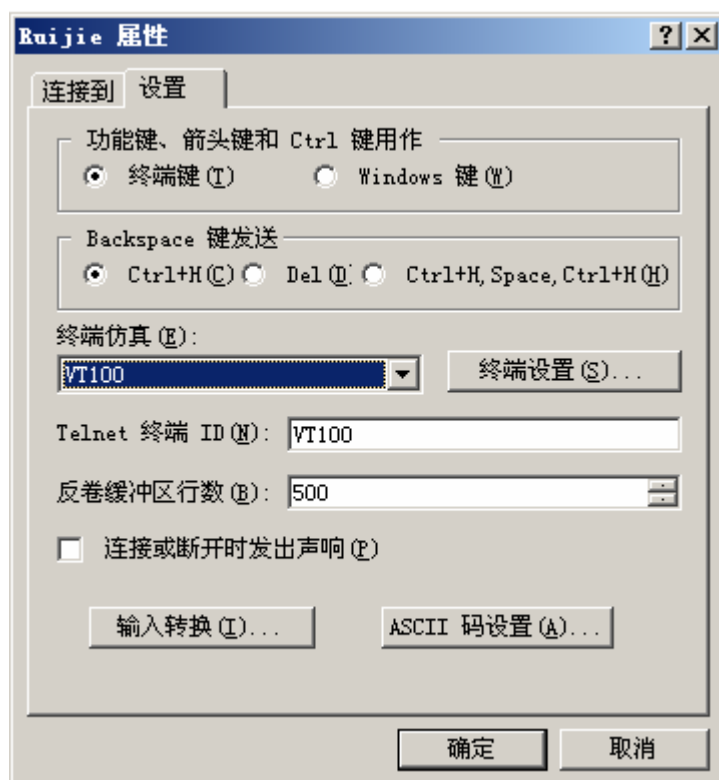 Ruijie 属性
连接到 设置
功能键、箭头键和 Ctrl 键用作
终端键(T) Windows 键(W)
Backspace 键发送
Ctrl+H(C) Del(D) Ctrl+H,Space,Ctrl+H(H)
终端仿真(E):
VT100 终端设置(S)...
Telnet 终端 ID(N): VT100
反卷缓冲区行数(B): 500
连接或断开时发出声响(P)
输入转换(I)... ASCII 码设置(A)...
确定 取消